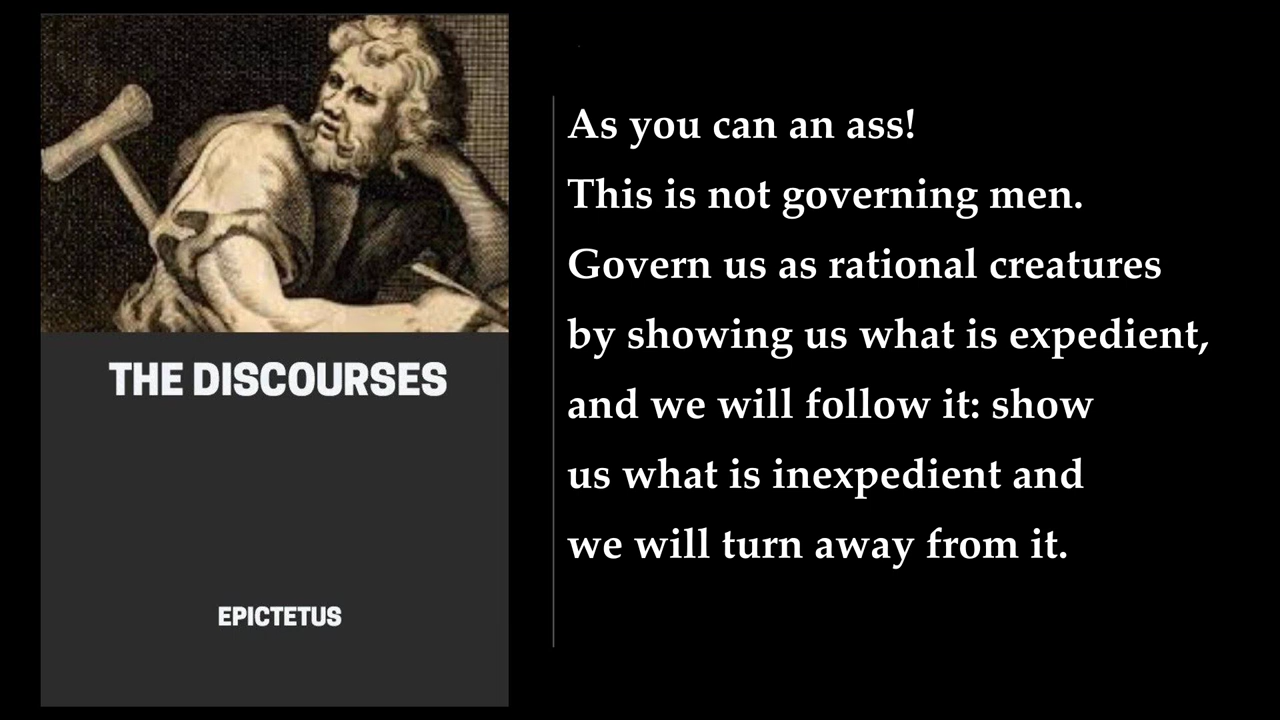 THE DISCOURSES
EPICTETUS
As you can an ass!
This is not governing men.
Govern us as rational creatures
by showing us what is expedient,
and we will follow it: show
us what is inexpedient and
we will turn away from it.